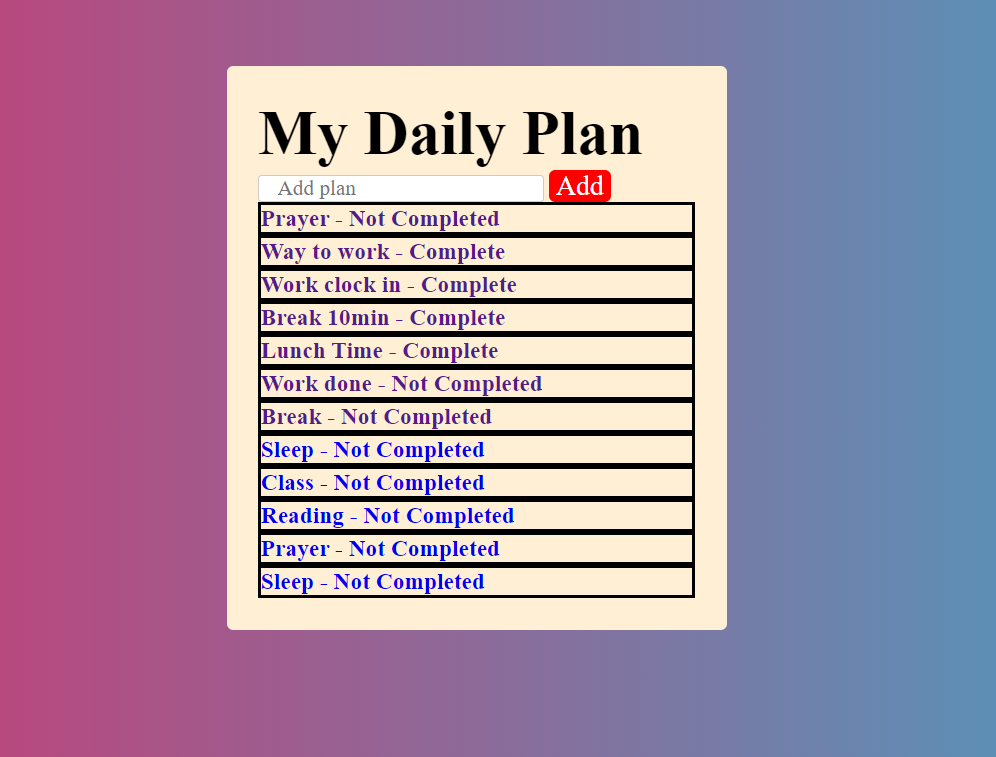 My Daily Plan
Add plan Add
Prayer - Not Completed
Way to work - Complete
Work clock in - Complete
Break 10min - Complete
Lunch Time - Complete
Work done - Not Completed
Break - Not Completed
Sleep - Not Completed
Class - Not Completed
Reading - Not Completed
Prayer - Not Completed
Sleep - Not Completed